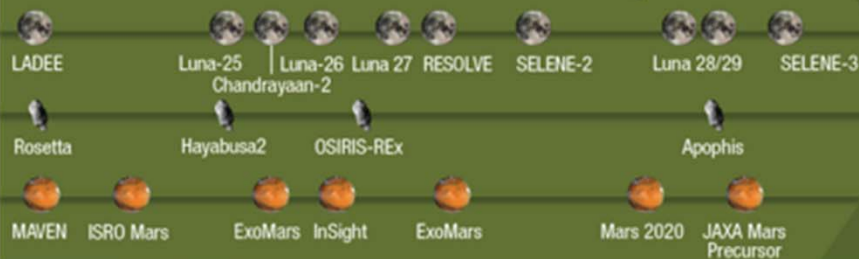 LADEE Luna-25 Luna-26 Luna 27 RESOLVE SELENE-2 Luna 28/29 SELENE-3
Chandrayaan-2
Rosetta Hayabusa2 OSIRIS-REx Apophis
MAVEN ISRO Mars ExoMars InSight ExoMars Mars 2020 JAXA Mars
Precursor